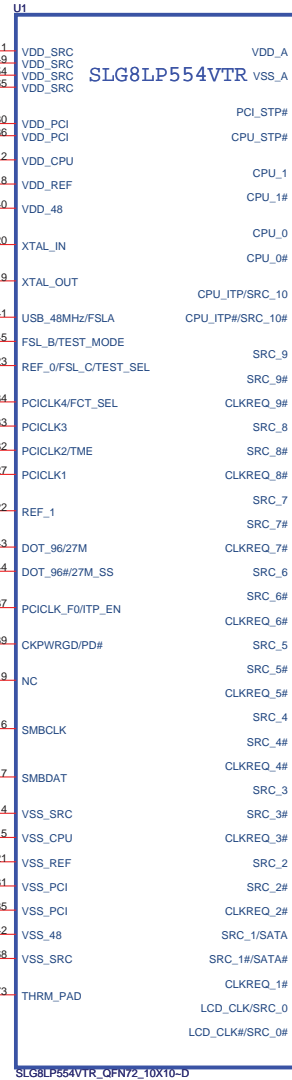 U1
VDD_SRC
VDD_SRC
VDD_SRC
VDD_SRC
SLG8LP554VTR
VDD_A
VSS_A
VDD_PCI
VDD_PCI
PCI_STP#
CPU_STP#
VDD_CPU
CPU_1
VDD_REF
CPU_1#
VDD_48
CPU_0
XTAL_IN
CPU_0#
XTAL_OUT
CPU_ITP/SRC_10
USB_48MHz/FSLA
CPU_ITP#/SRC_10#
FSL_B/TEST_MODE
SRC_9
REF_0/FSL_C/TEST_SEL
SRC_9#
PCICLK4/FCT_SEL
CLKREQ_9#
PCICLK3
SRC_8
PCICLK2/TME
SRC_8#
PCICLK1
CLKREQ_8#
SRC_7
REF_1
SRC_7#
DOT_96/27M
CLKREQ_7#
DOT_96#/27M_SS
SRC_6
SRC_6#
PCICLK_F0/ITP_EN
CLKREQ_6#
CKPWRGD/PD#
SRC_5
SRC_5#
NC
CLKREQ_5#
SRC_4
SMBCLK
SRC_4#
CLKREQ_4#
SMBDAT
SRC_3
VSS_SRC
SRC_3#
VSS_CPU
CLKREQ_3#
VSS_REF
SRC_2
VSS_PCI
SRC_2#
VSS_PCI
CLKREQ_2#
VSS_48
SRC_1/SATA
VSS_SRC
SRC_1#/SATA#
CLKREQ_1#
THRM_PAD
LCD_CLK/SRC_0
LCD_CLK#/SRC_0#
SLG8LP554VTR_QFN72_10X10~D